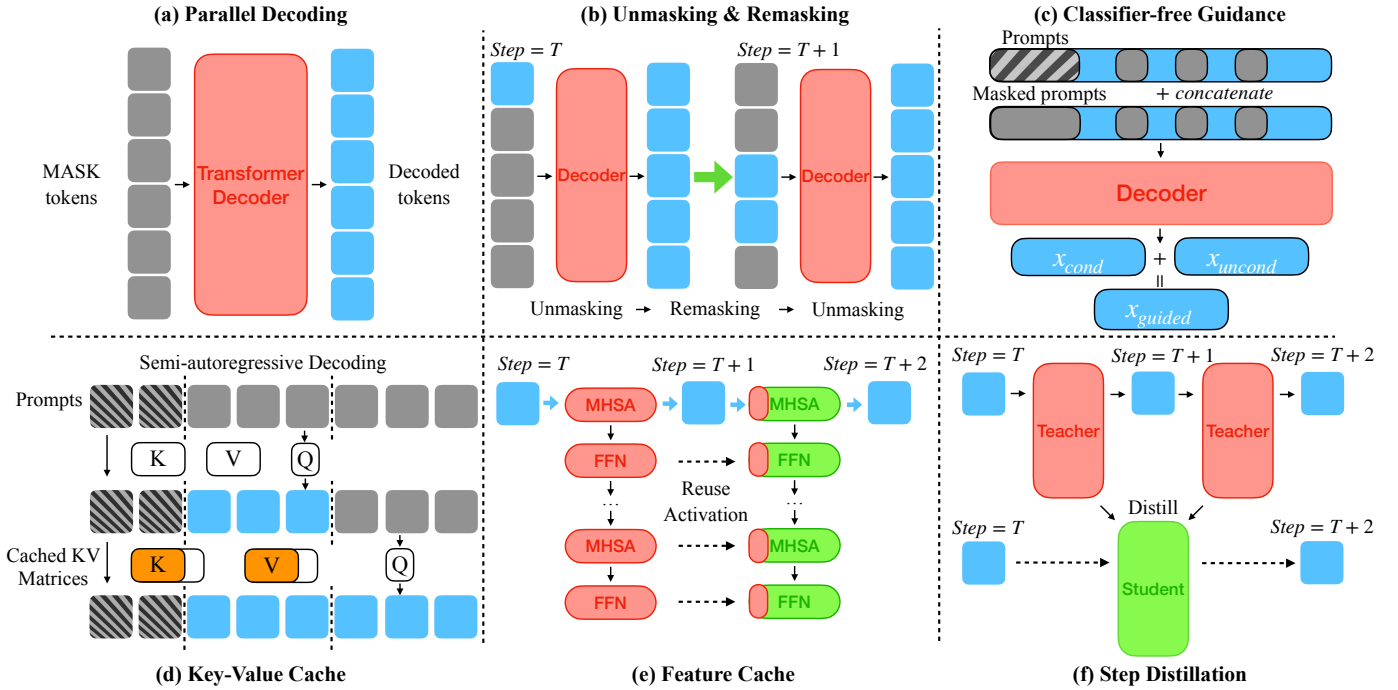 (a) Parallel Decoding
MASK
tokens
Transformer
Decoder
Decoded
tokens
(b) Unmasking & Remasking
Step = T
Step = T + 1
Decoder
Decoder
Unmasking
Remasking
Unmasking
(c) Classifier-free Guidance
Prompts
Masked prompts
+ concatenate
Decoder
x_cond
+
x_uncond
=
x_guided
Semi-autoregressive Decoding
Prompts
K
V
Q
Cached KV
Matrices
K
V
Q
(d) Key-Value Cache
Step = T
Step = T + 1
Step = T + 2
MHSA
MHSA
FFN
FFN
...
...
Reuse
Activation
MHSA
MHSA
FFN
FFN
(e) Feature Cache
Step = T
Step = T + 1
Step = T + 2
Teacher
Teacher
Distill
Step = T
Step = T + 2
Student
(f) Step Distillation